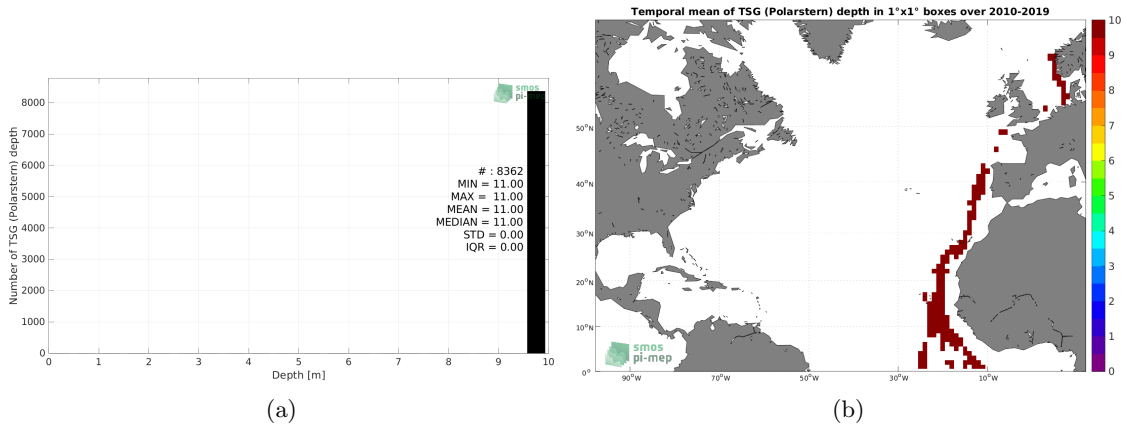 Number of TSG (Polarstern) depth
8000
7000
6000
5000
4000
3000
2000
1000
0
0 1 2 3 4 5 6 7 8 9 10
Depth [m]
smos
pi-mep
# : 8362
MIN = 11.00
MAX = 11.00
MEAN = 11.00
MEDIAN = 11.00
STD = 0.00
IQR = 0.00
(a)
Temporal mean of TSG (Polarstern) depth in 1°x1° boxes over 2010-2019
50°N
40°N
30°N
20°N
10°N
0°
90°W 70°W 50°W 30°W 10°W
smos
pi-mep
10
9
8
7
6
5
4
3
2
1
0
(b)